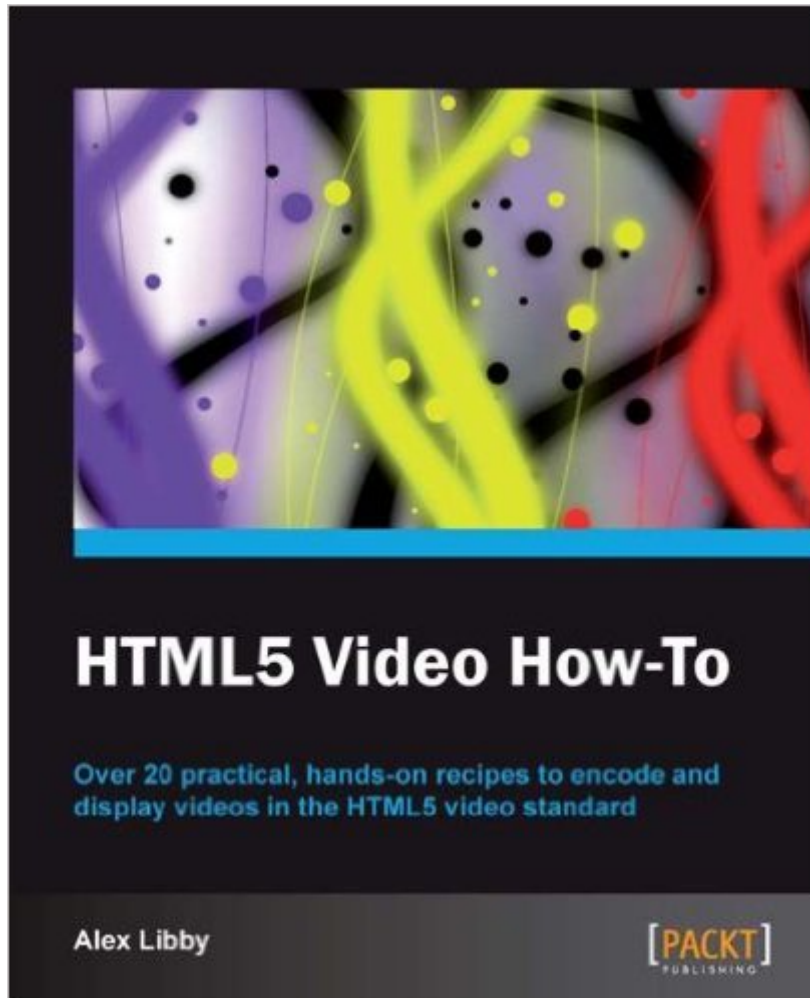 HTML5 Video How-To
Over 20 practical, hands-on recipes to encode and
display videos in the HTML5 video standard
Alex Libby
[PACKT]
PUBLISHING